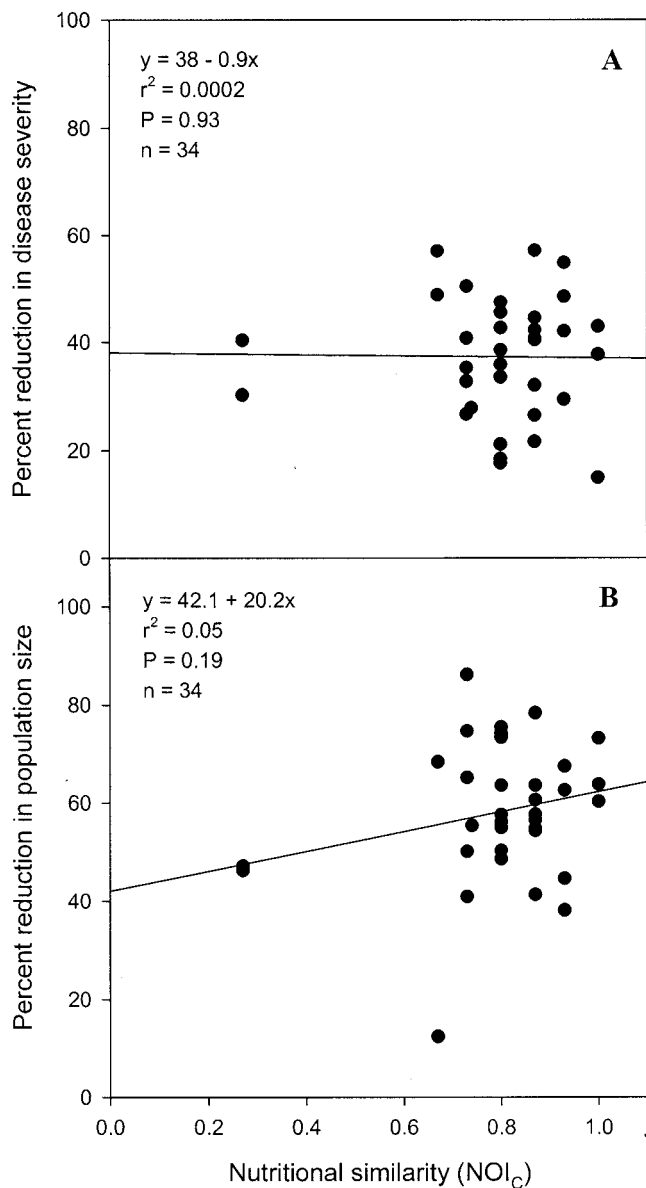 100
80
60
40
20
0
Percent reduction in disease severity
y = 38 - 0.9x
r² = 0.0002
P = 0.93
n = 34
A
100
80
60
40
20
0
Percent reduction in population size
y = 42.1 + 20.2x
r² = 0.05
P = 0.19
n = 34
B
0.0 0.2 0.4 0.6 0.8 1.0
Nutritional similarity (NOI_C)